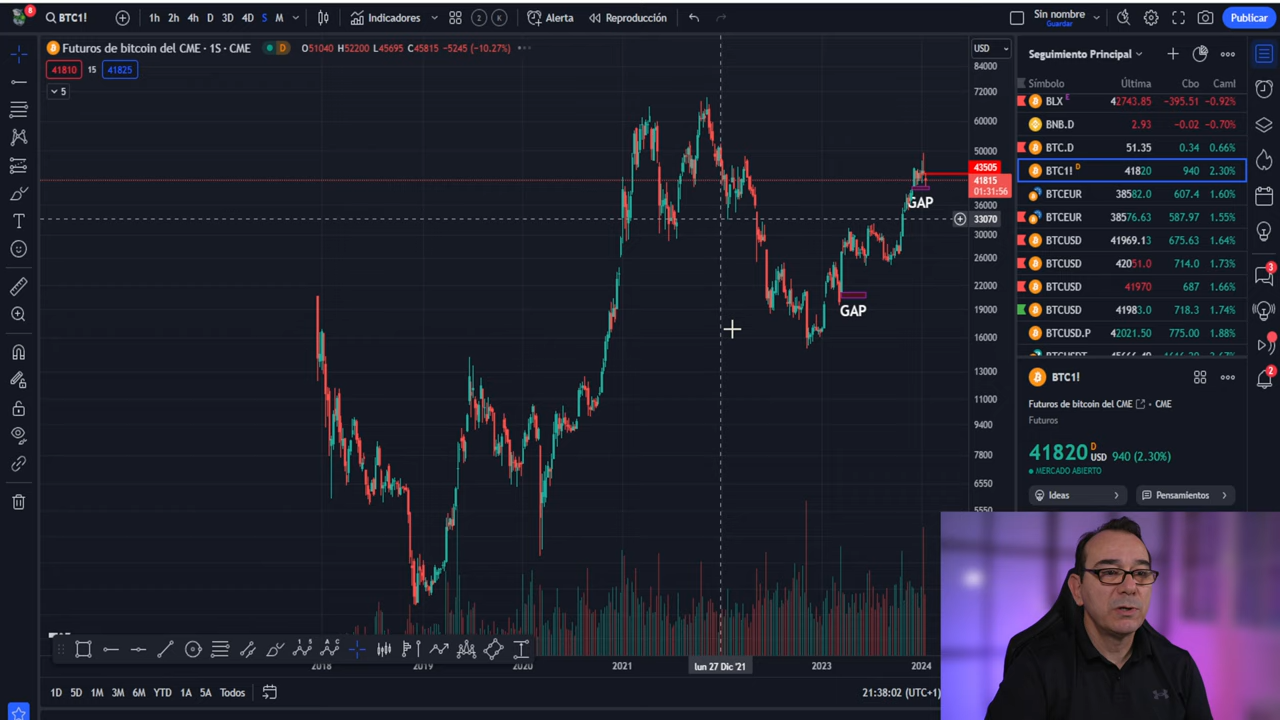 8
BTC1!
1h 2h 4h D 3D 4D S M
Indicadores
2 K
Alerta
Reproducción
Sin nombre
Guardar
Publicar
Futuros de bitcoin del CME · 1S · CME
D
O51040 H52200 L45695 C45815 -5245 (-10.27%)
41810 15 41825
5
USD
84000
72000
60000
50000
43505
41815
01:31:56
36000
33070
30000
26000
22000
19000
16000
13000
11000
9400
7800
6550
5550
GAP
GAP
2018 2019 2020 2021 lun 27 Dic '21 2023 2024
1D 5D 1M 3M 6M YTD 1A 5A Todos
21:38:02 (UTC+1)
Seguimiento Principal
Símbolo Última Cbo Caml
BLX E 42743.85 -395.51 -0.92%
BNB.D 2.93 -0.02 -0.70%
BTC.D 51.35 0.34 0.66%
BTC1! D 41820 940 2.30%
BTCEUR 38582.0 607.4 1.60%
BTCEUR 38576.63 587.97 1.55%
BTCUSD 41969.13 675.63 1.64%
BTCUSD 42051.0 714.0 1.73%
BTCUSD 41970 687 1.66%
BTCUSD 41983.0 718.3 1.74%
BTCUSD.P 42021.50 775.00 1.88%
BTC1!
Futuros de bitcoin del CME · CME
Futuros
41820 D USD 940 (2.30%)
MERCADO ABIERTO
Ideas
Pensamientos
3
2